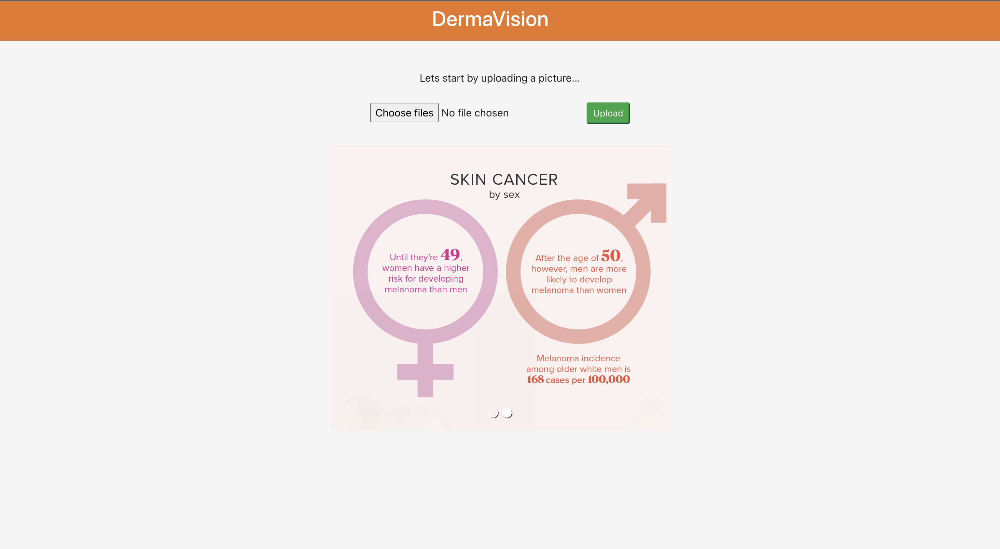 DermaVision
Lets start by uploading a picture...
Choose files No file chosen
Upload
SKIN CANCER
by sex
Until they’re 49,
women have a higher
risk for developing
melanoma than men
After the age of 50,
however, men are more
likely to develop
melanoma than women
Melanoma incidence
among older white men is
168 cases per 100,000